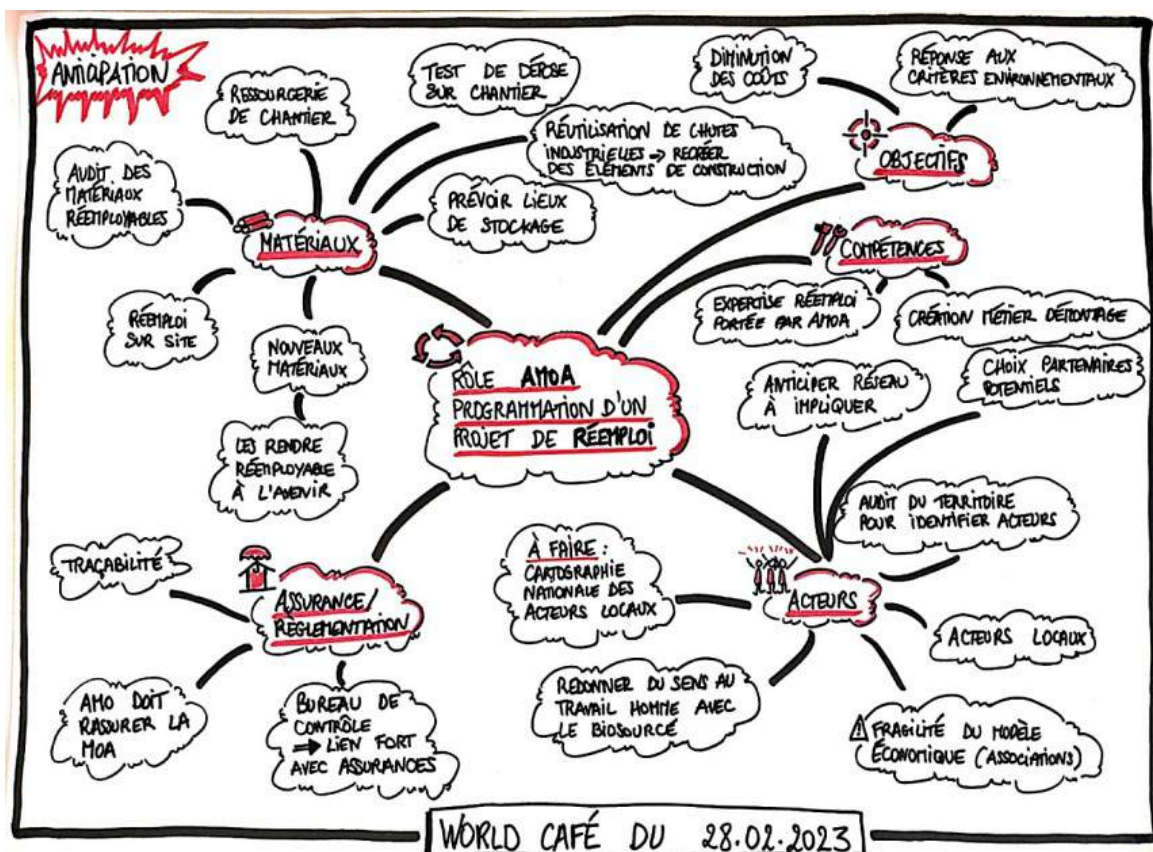 ANTICIPATION
RESSOURGERIE
DE CHANTIER
TEST DE DÉPOSE
SUR CHANTIER
DIMINUTION
DES COÛTS
RÉPONSE AUX
CRITÈRES ENVIRONNEMENTAUX
AUDIT DES
MATÉRIAUX
RÉEMPLOYABLES
RÉUTILISATION DE CHUTES
INDUSTRIELLES → RECRÉER
DES ÉLÉMENTS DE CONSTRUCTION
OBJECTIFS
PRÉVOIR LIEUX
DE STOCKAGE
MATÉRIAUX
COMPÉTENCES
RÉEMPLOI
SUR SITE
EXPERTISE RÉEMPLOI
PORTÉE PAR AMOA
CRÉATION MÉTIER DÉMONTAGE
NOUVEAUX
MATÉRIAUX
RÔLE AMOA
PROGRAMMATION D'UN
PROJET DE RÉEMPLOI
ANTICIPER RÉSEAU
À IMPLIQUER
CHOIX PARTENAIRES
POTENTIELS
LES RENDRE
RÉEMPLOYABLE
À L'AVENIR
AUDIT DU TERRITOIRE
POUR IDENTIFIER ACTEURS
TRAÇABILITÉ
À FAIRE :
CARTOGRAPHIE
NATIONALE DES
ACTEURS LOCAUX
ASSURANCE/
RÈGLEMENTATION
ACTEURS
ACTEURS LOCAUX
AMO DOIT
RASSURER LA
MOA
BUREAU DE
CONTRÔLE
⇒ LIEN FORT
AVEC ASSURANCES
REDONNER DU SENS AU
TRAVAIL HOMME AVEC
LE BIOSOURCÉ
⚠ FRAGILITÉ DU MODÈLE
ÉCONOMIQUE (ASSOCIATIONS)
WORLD CAFÉ DU 28.02.2023